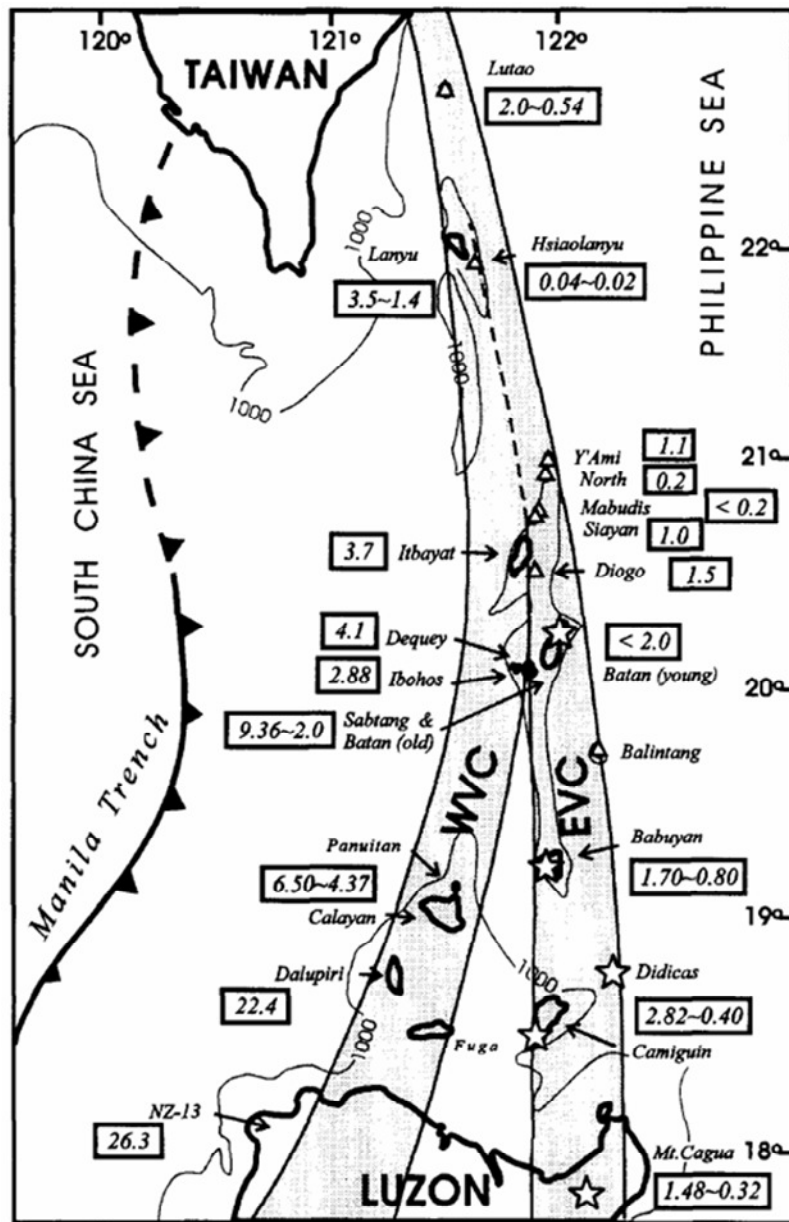 120°
121°
122°
TAIWAN
Lutao
2.0~0.54
PHILIPPINE SEA
22°
Lanyu
Hsiaolanyu
3.5~1.4
0.04~0.02
1000
1000
1000
SOUTH CHINA SEA
21°
Y'Ami
1.1
North
0.2
Mabudis
< 0.2
Siayan
1.0
3.7
Itbayat
Diogo
1.5
4.1
Dequey
< 2.0
2.88
Ibohos
Batan (young)
20°
9.36~2.0
Sabtang &
Batan (old)
WVC
EVC
Balintang
Manila Trench
Panuitan
Babuyan
6.50~4.37
1.70~0.80
Calayan
19°
1000
Dalupiri
Didicas
22.4
2.82~0.40
1000
Fuga
Camiguin
NZ-13
26.3
18°
Mt.Cagua
LUZON
1.48~0.32